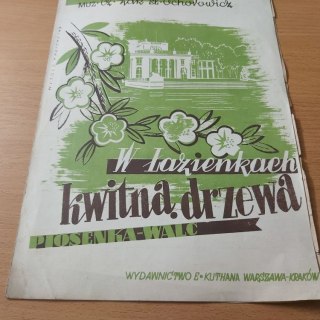 W Łazienkach
kwitną drzewa
PIOSENKA-WALC
WYDAWNICTWO B•KUTHANA WARSZAWA-KRAKÓW